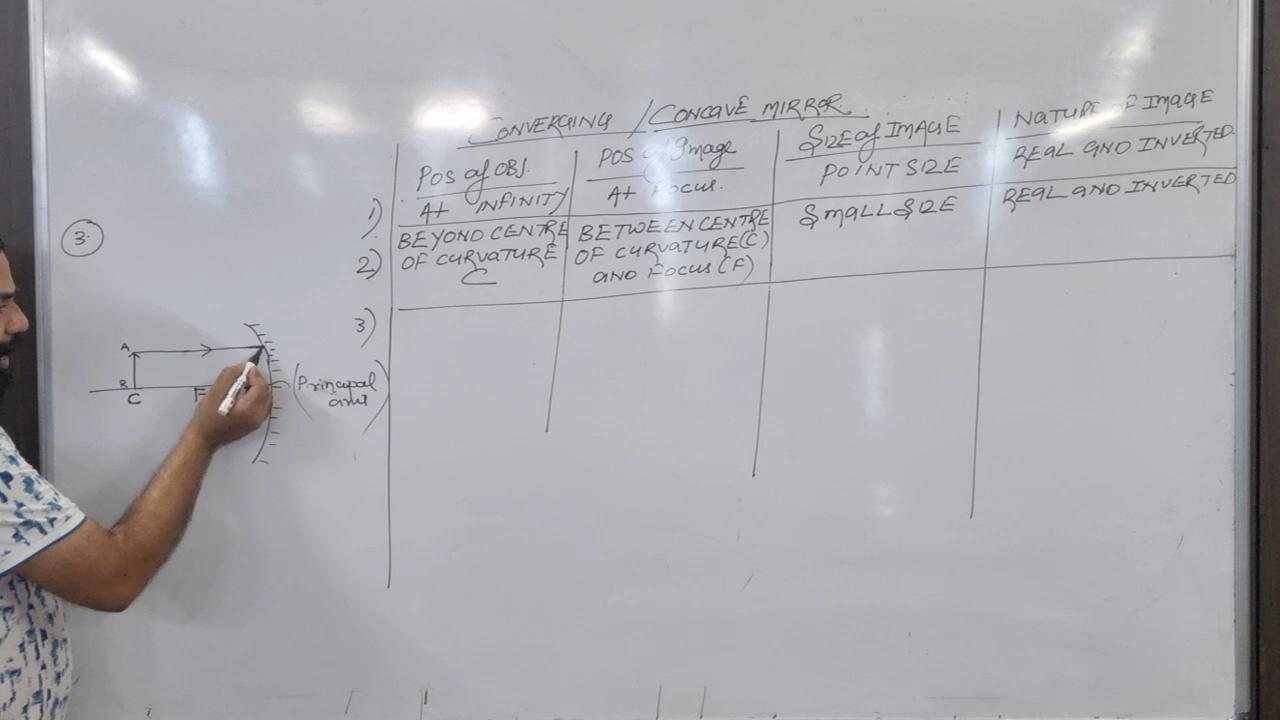 CONVERGING / CONCAVE MIRROR
POS of OBJ.
POS of Image
SIZE of IMAGE
NATURE OF IMAGE
1)
At INFINITY
At FOCUS.
POINT SIZE
REAL AND INVERTED.
2)
BEYOND CENTRE
OF CURVATURE
C
BETWEEN CENTRE
OF CURVATURE(C)
AND FOCUS(F)
SMALL SIZE
REAL AND INVERTED
3)
3.
A
B
C
F
(Principal
axis)